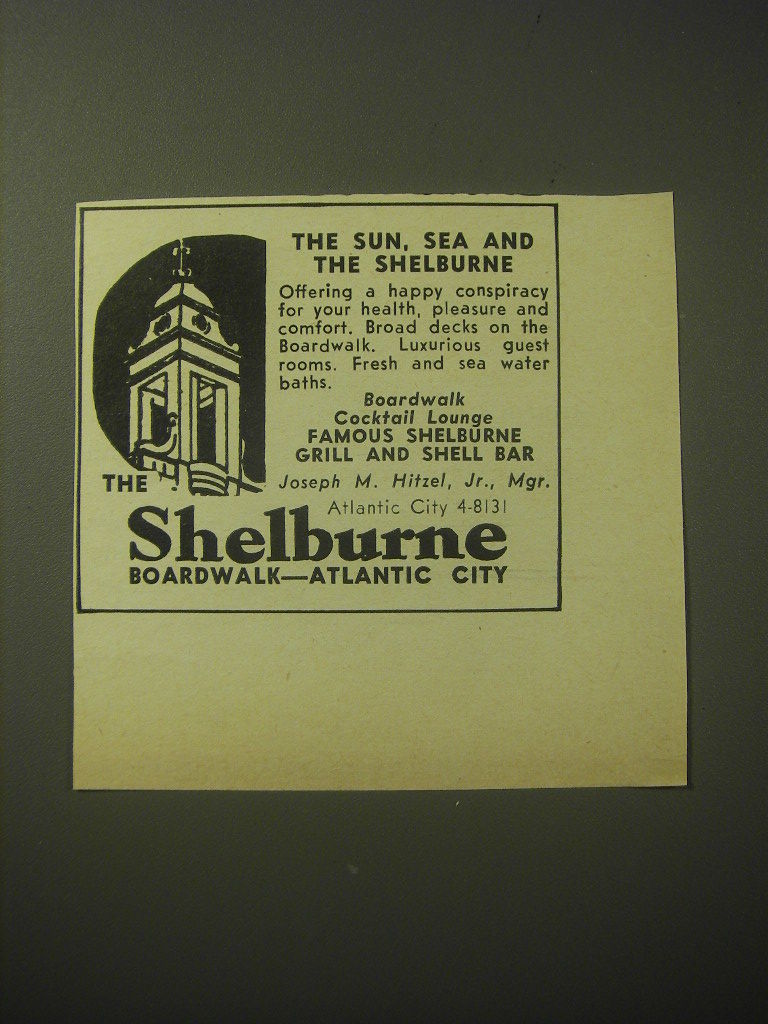 THE SUN, SEA AND
THE SHELBURNE
Offering a happy conspiracy
for your health, pleasure and
comfort. Broad decks on the
Boardwalk. Luxurious guest
rooms. Fresh and sea water
baths.
Boardwalk
Cocktail Lounge
FAMOUS SHELBURNE
GRILL AND SHELL BAR
Joseph M. Hitzel, Jr., Mgr.
Atlantic City 4-8131
THE
Shelburne
BOARDWALK—ATLANTIC CITY